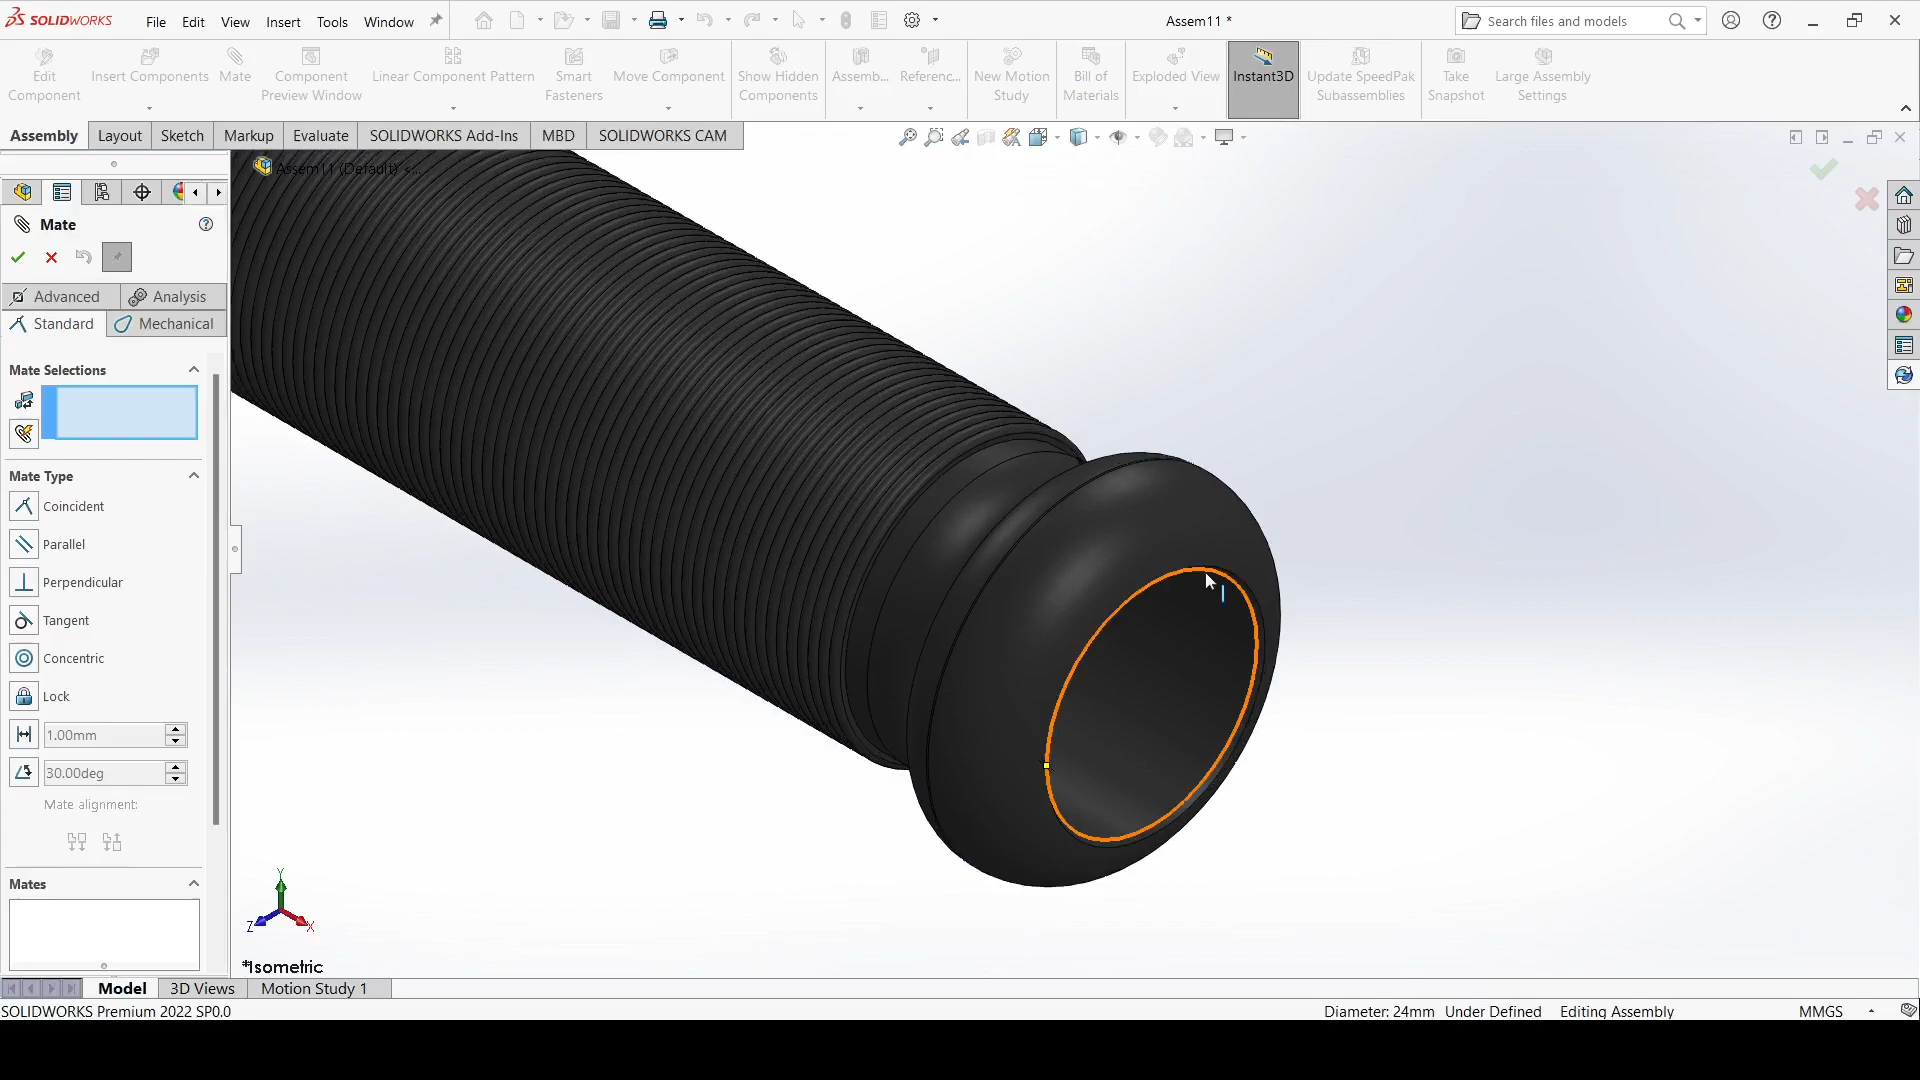 SOLIDWORKS File Edit View Insert Tools Window Assem11 * Search files and models
Edit Component Insert Components Mate Component Preview Window Linear Component Pattern Smart Fasteners Move Component Show Hidden Components Assemb... Referenc... New Motion Study Bill of Materials Exploded View Instant3D Update SpeedPak Subassemblies Take Snapshot Large Assembly Settings
Assembly Layout Sketch Markup Evaluate SOLIDWORKS Add-Ins MBD SOLIDWORKS CAM
Assem11 (Default) <...
Mate
Advanced Analysis
Standard Mechanical
Mate Selections
Mate Type
Coincident
Parallel
Perpendicular
Tangent
Concentric
Lock
1.00mm
30.00deg
Mate alignment:
Mates
Y
Z X
*Isometric
Model 3D Views Motion Study 1
SOLIDWORKS Premium 2022 SP0.0 Diameter: 24mm Under Defined Editing Assembly MMGS